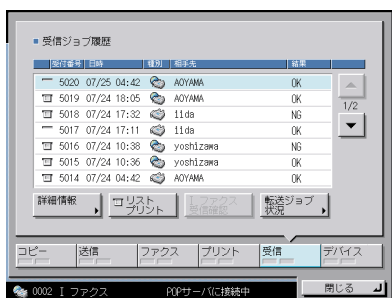 ■ 受信ジョブ履歴
受付番号 日時 種別 相手先 結果
5020 07/25 04:42 AOYAMA OK
5019 07/24 18:05 AOYAMA OK
5018 07/24 17:32 iida NG
5017 07/24 17:11 iida OK
5016 07/24 10:38 yoshizawa NG
5015 07/24 10:36 yoshizawa OK
5014 07/24 04:42 AOYAMA OK
1/2
詳細情報 リストプリント I ファクス受信確認 転送ジョブ状況
コピー 送信 ファクス プリント 受信 デバイス
0002 I ファクス POPサーバに接続中 閉じる